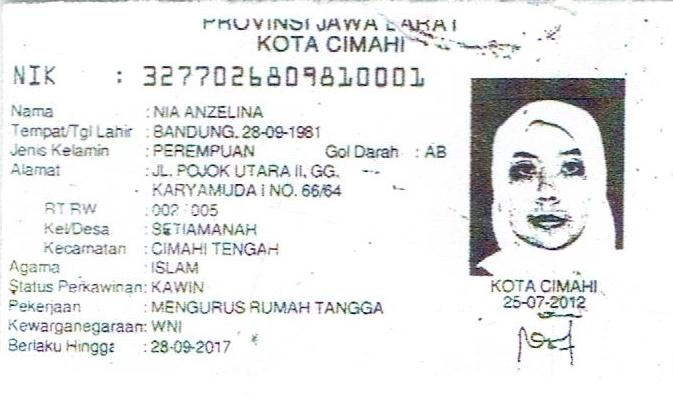 PROVINSI JAWA BARAT
KOTA CIMAHI
NIK : 3277026809810001
Nama : NIA ANZELINA
Tempat/Tgl Lahir : BANDUNG, 28-09-1981
Jenis Kelamin : PEREMPUAN Gol Darah : AB
Alamat : JL. POJOK UTARA II, GG.
KARYAMUDA I NO. 66/64
RT RW : 002 005
Kel/Desa : SETIAMANAH
Kecamatan : CIMAHI TENGAH
Agama : ISLAM
Status Perkawinan: KAWIN
Pekerjaan : MENGURUS RUMAH TANGGA
Kewarganegaraan: WNI
Berlaku Hingga : 28-09-2017
KOTA CIMAHI
25-07-2012